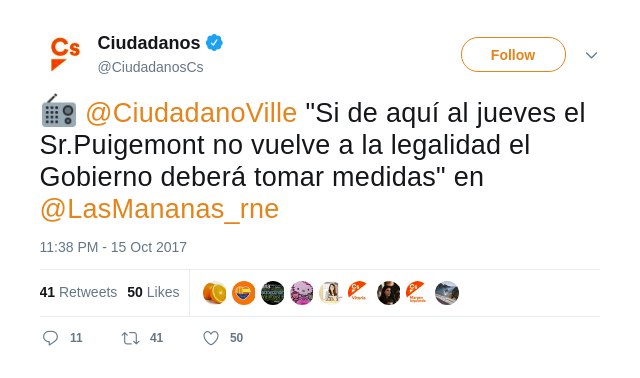 Cs
Ciudadanos
@CiudadanosCs
Follow
@CiudadanoVille "Si de aquí al jueves el
Sr.Puigemont no vuelve a la legalidad el
Gobierno deberá tomar medidas" en
@LasMananas_rne
11:38 PM - 15 Oct 2017
41 Retweets 50 Likes
11 41 50